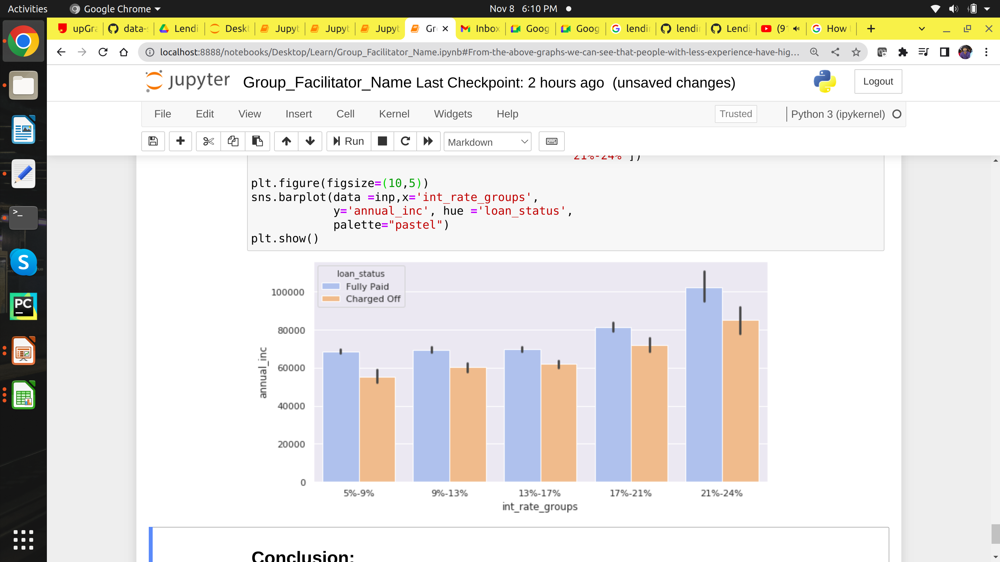 Activities Google Chrome Nov 8 6:10 PM
upGra data-s Lendi Deskt Jupyt Jupyt Jupyt Gr Inbox Goog Goog lendin lendin Lendi (91 How
localhost:8888/notebooks/Desktop/Learn/Group_Facilitator_Name.ipynb#From-the-above-graphs-we-can-see-that-people-with-less-experience-have-hig...
jupyter Group_Facilitator_Name Last Checkpoint: 2 hours ago (unsaved changes) Logout
File Edit View Insert Cell Kernel Widgets Help Trusted Python 3 (ipykernel)
Run Markdown
21%-24%'])
plt.figure(figsize=(10,5))
sns.barplot(data =inp,x='int_rate_groups',
y='annual_inc', hue ='loan_status',
palette="pastel")
plt.show()
loan_status
Fully Paid
Charged Off
100000
80000
60000
40000
20000
0
annual_inc
5%-9% 9%-13% 13%-17% 17%-21% 21%-24%
int_rate_groups
Conclusion:
>_
S
PC